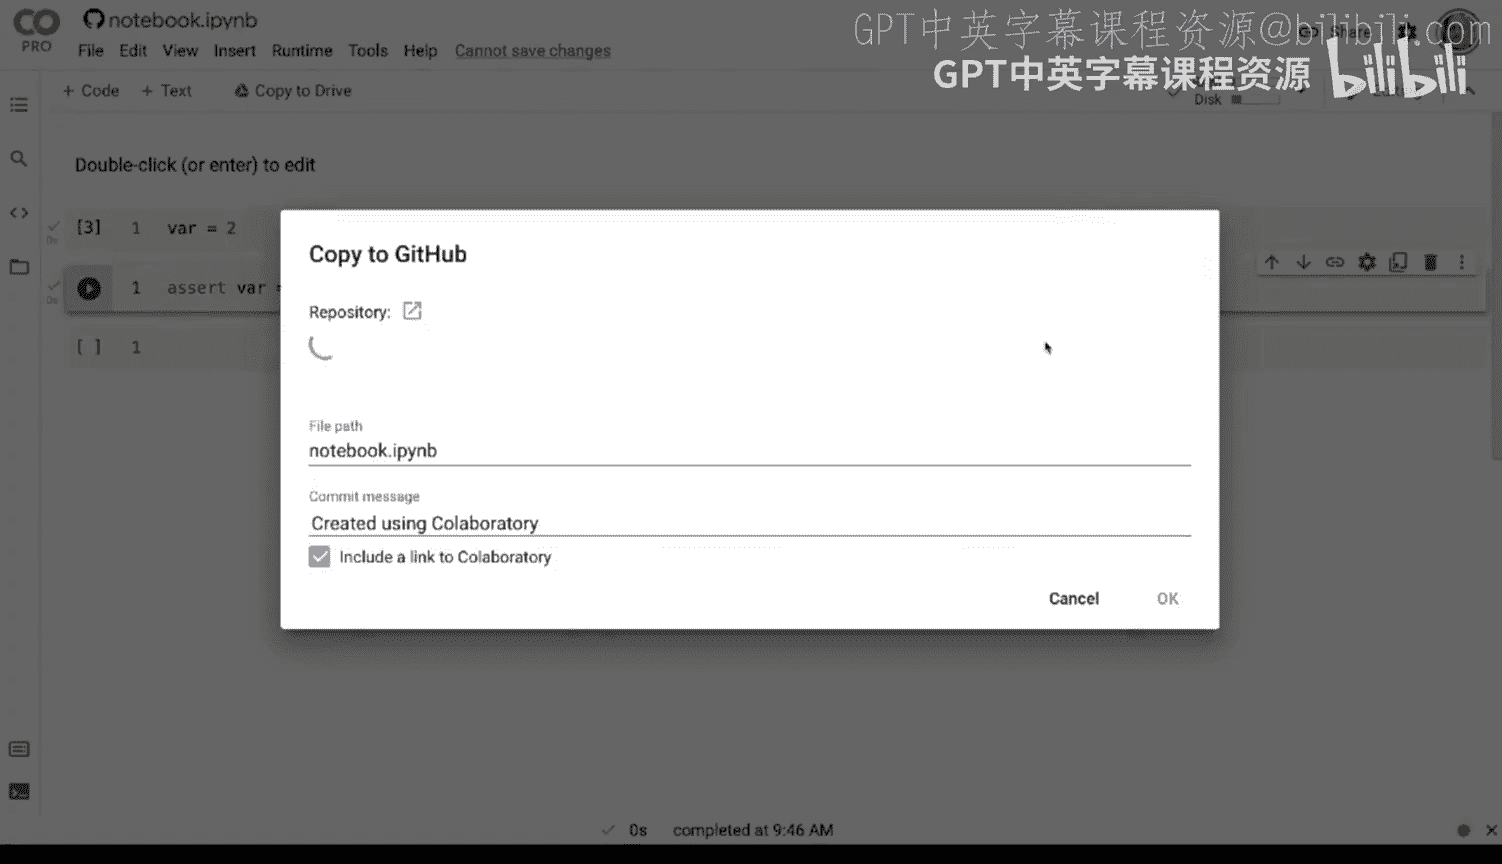 CO
PRO
notebook.ipynb
File Edit View Insert Runtime Tools Help Cannot save changes
GPT中英字幕课程资源@bilibili.com
Share
GPT中英字幕课程资源 bilibili
+ Code + Text Copy to Drive
Disk
Double-click (or enter) to edit
[3] 1 var = 2
0s
1 assert var =
0s
[ ] 1
Copy to GitHub
Repository:
File path
notebook.ipynb
Commit message
Created using Colaboratory
Include a link to Colaboratory
Cancel OK
0s completed at 9:46 AM